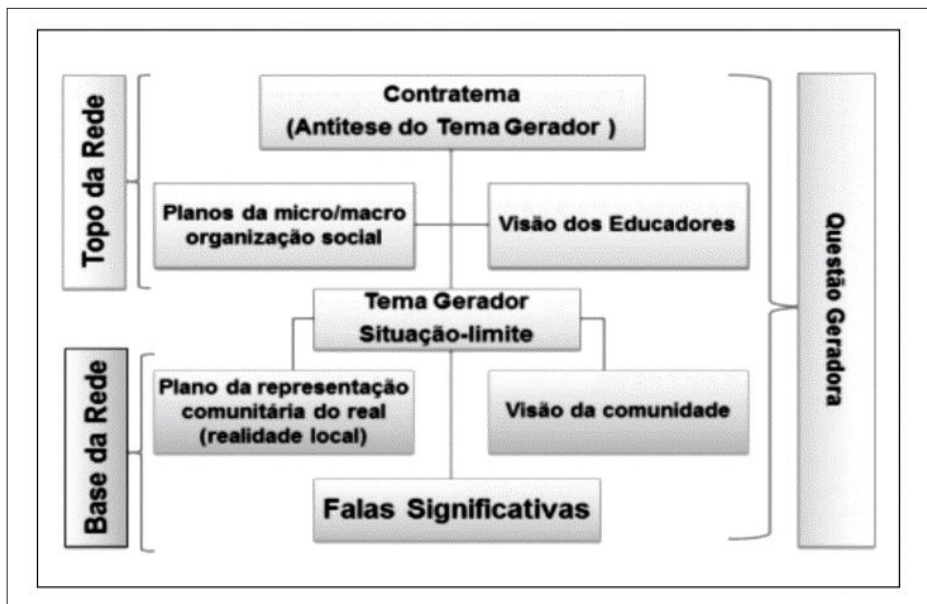 Topo da Rede
Contratema
(Antítese do Tema Gerador )
Planos da micro/macro
organização social
Visão dos Educadores
Tema Gerador
Situação-limite
Base da Rede
Plano da representação
comunitária do real
(realidade local)
Visão da comunidade
Falas Significativas
Questão Geradora